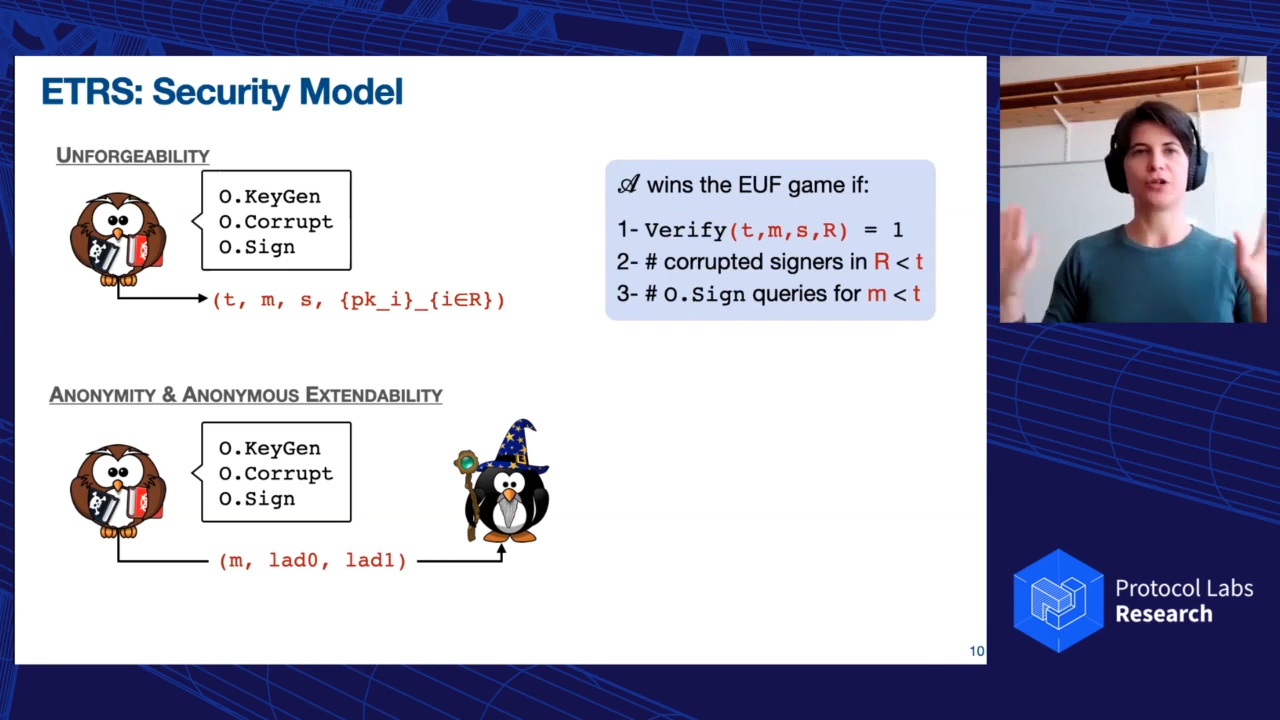 ETRS: Security Model
UNFORGEABILITY
O.KeyGen
O.Corrupt
O.Sign
(t, m, s, {pk_i}_{i∈R})
𝒜 wins the EUF game if:
1- Verify(t,m,s,R) = 1
2- # corrupted signers in R < t
3- # O.Sign queries for m < t
ANONYMITY & ANONYMOUS EXTENDABILITY
O.KeyGen
O.Corrupt
O.Sign
(m, lad0, lad1)
10
Protocol Labs
Research